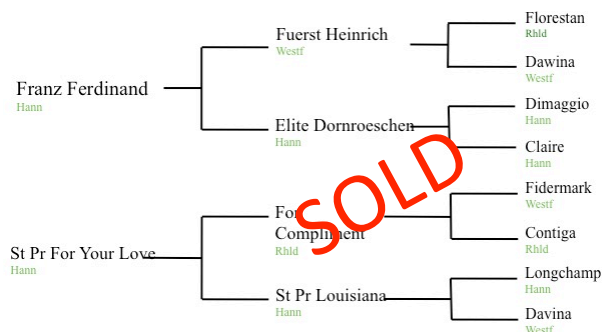 Franz Ferdinand
Hann
St Pr For Your Love
Hann
Fuerst Heinrich
Westf
Elite Dornroeschen
Hann
For
Compliment
Rhld
St Pr Louisiana
Hann
Florestan
Rhld
Dawina
Westf
Dimaggio
Hann
Claire
Hann
Fidermark
Westf
Contiga
Rhld
Longchamp
Hann
Davina
Westf
SOLD